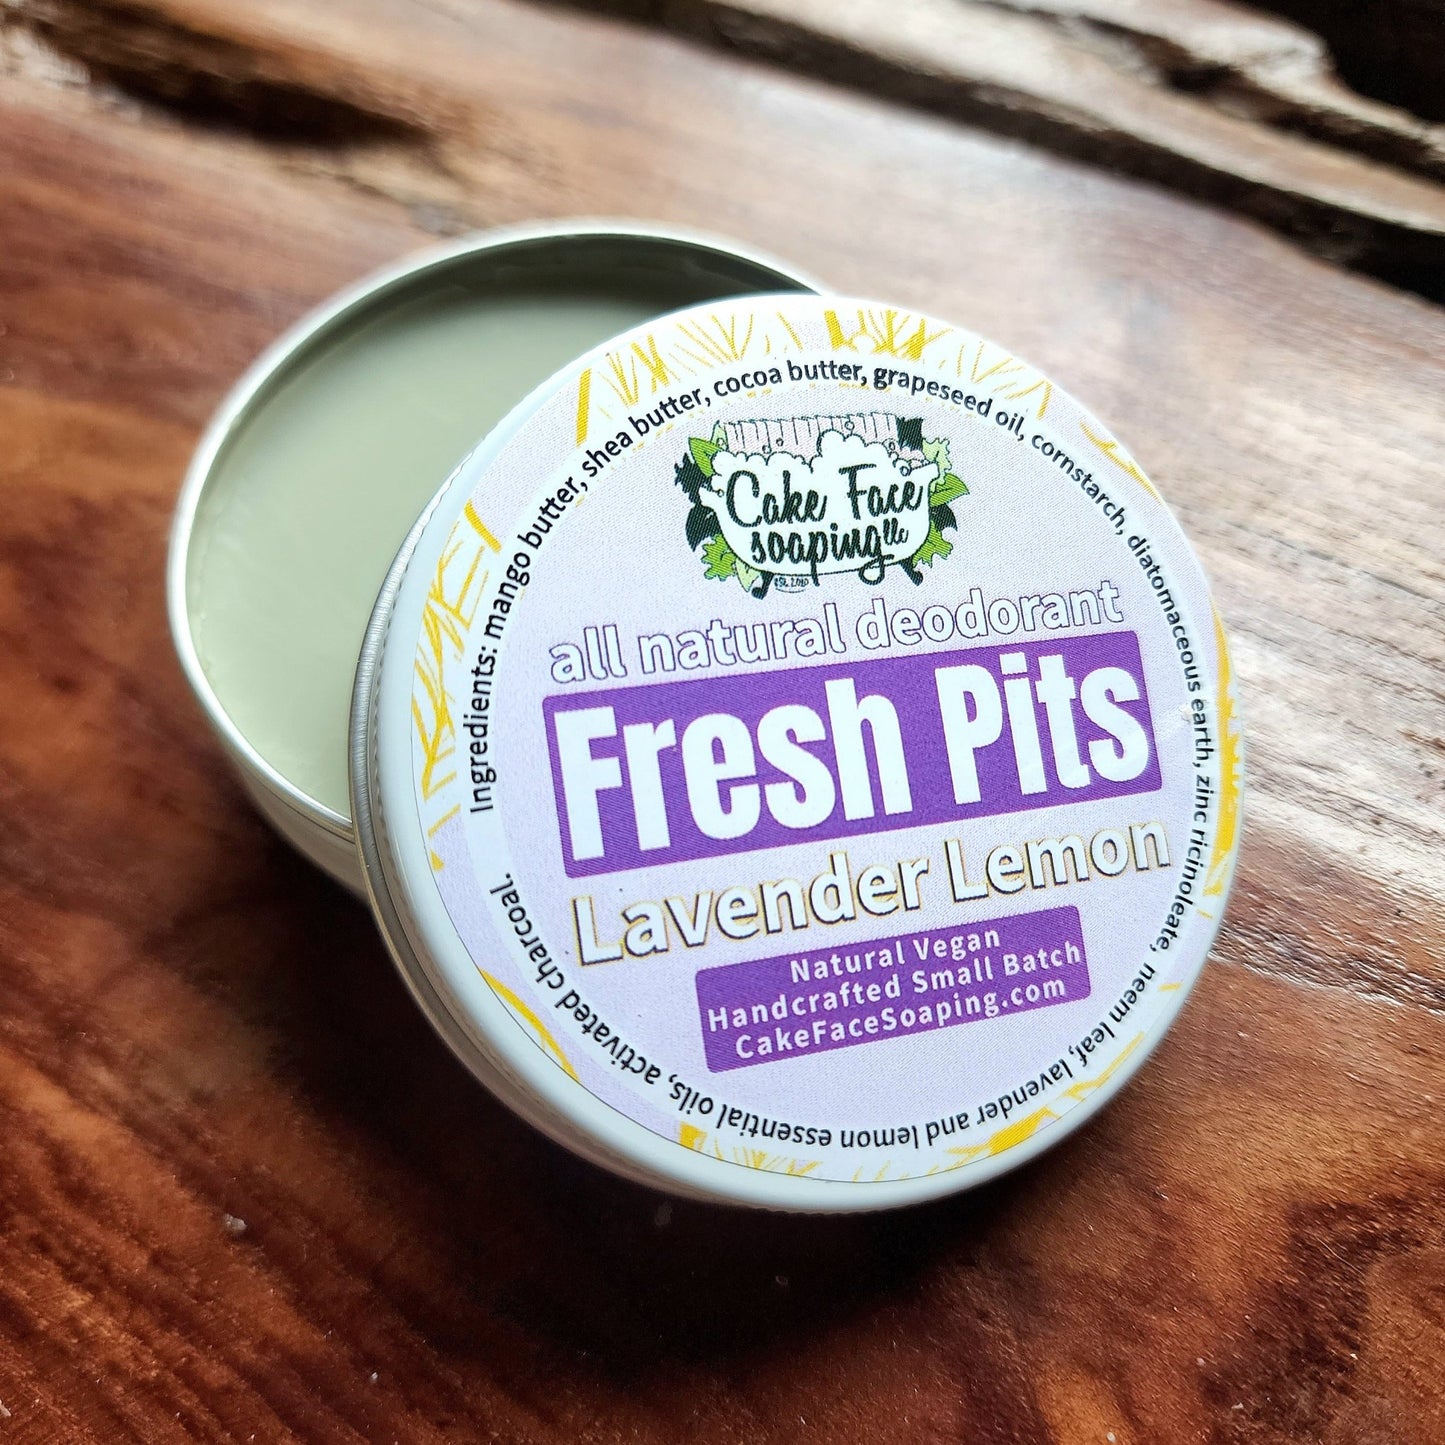 Cake Face
soaping llc
est. 2010
all natural deodorant
Fresh Pits
Lavender Lemon
Natural Vegan
Handcrafted Small Batch
CakeFaceSoaping.com
Ingredients: mango butter, shea butter, cocoa butter, grapeseed oil, cornstarch, diatomaceous earth, zinc ricinoleate, neem leaf, lavender and lemon essential oils, activated charcoal.